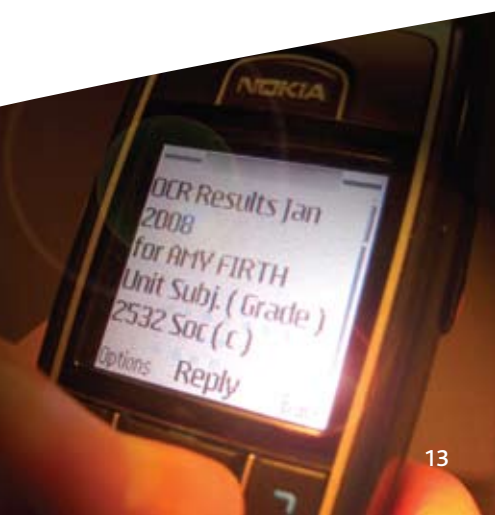 NOKIA
OCR Results Jan
2008
for AMY FIRTH
Unit Subj. ( Grade )
2532 Soc ( c )
Options Reply
13